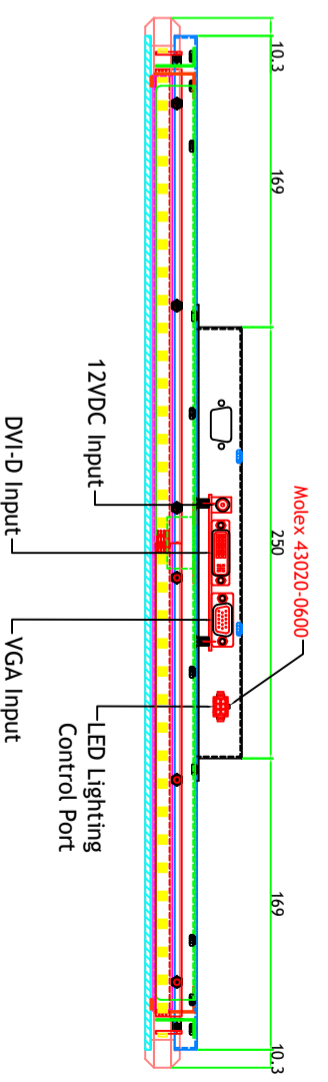 10.3
169
250
169
10.3
Molex 43020-0600
12VDC Input
DVI-D Input
VGA Input
LED Lighting
Control Port